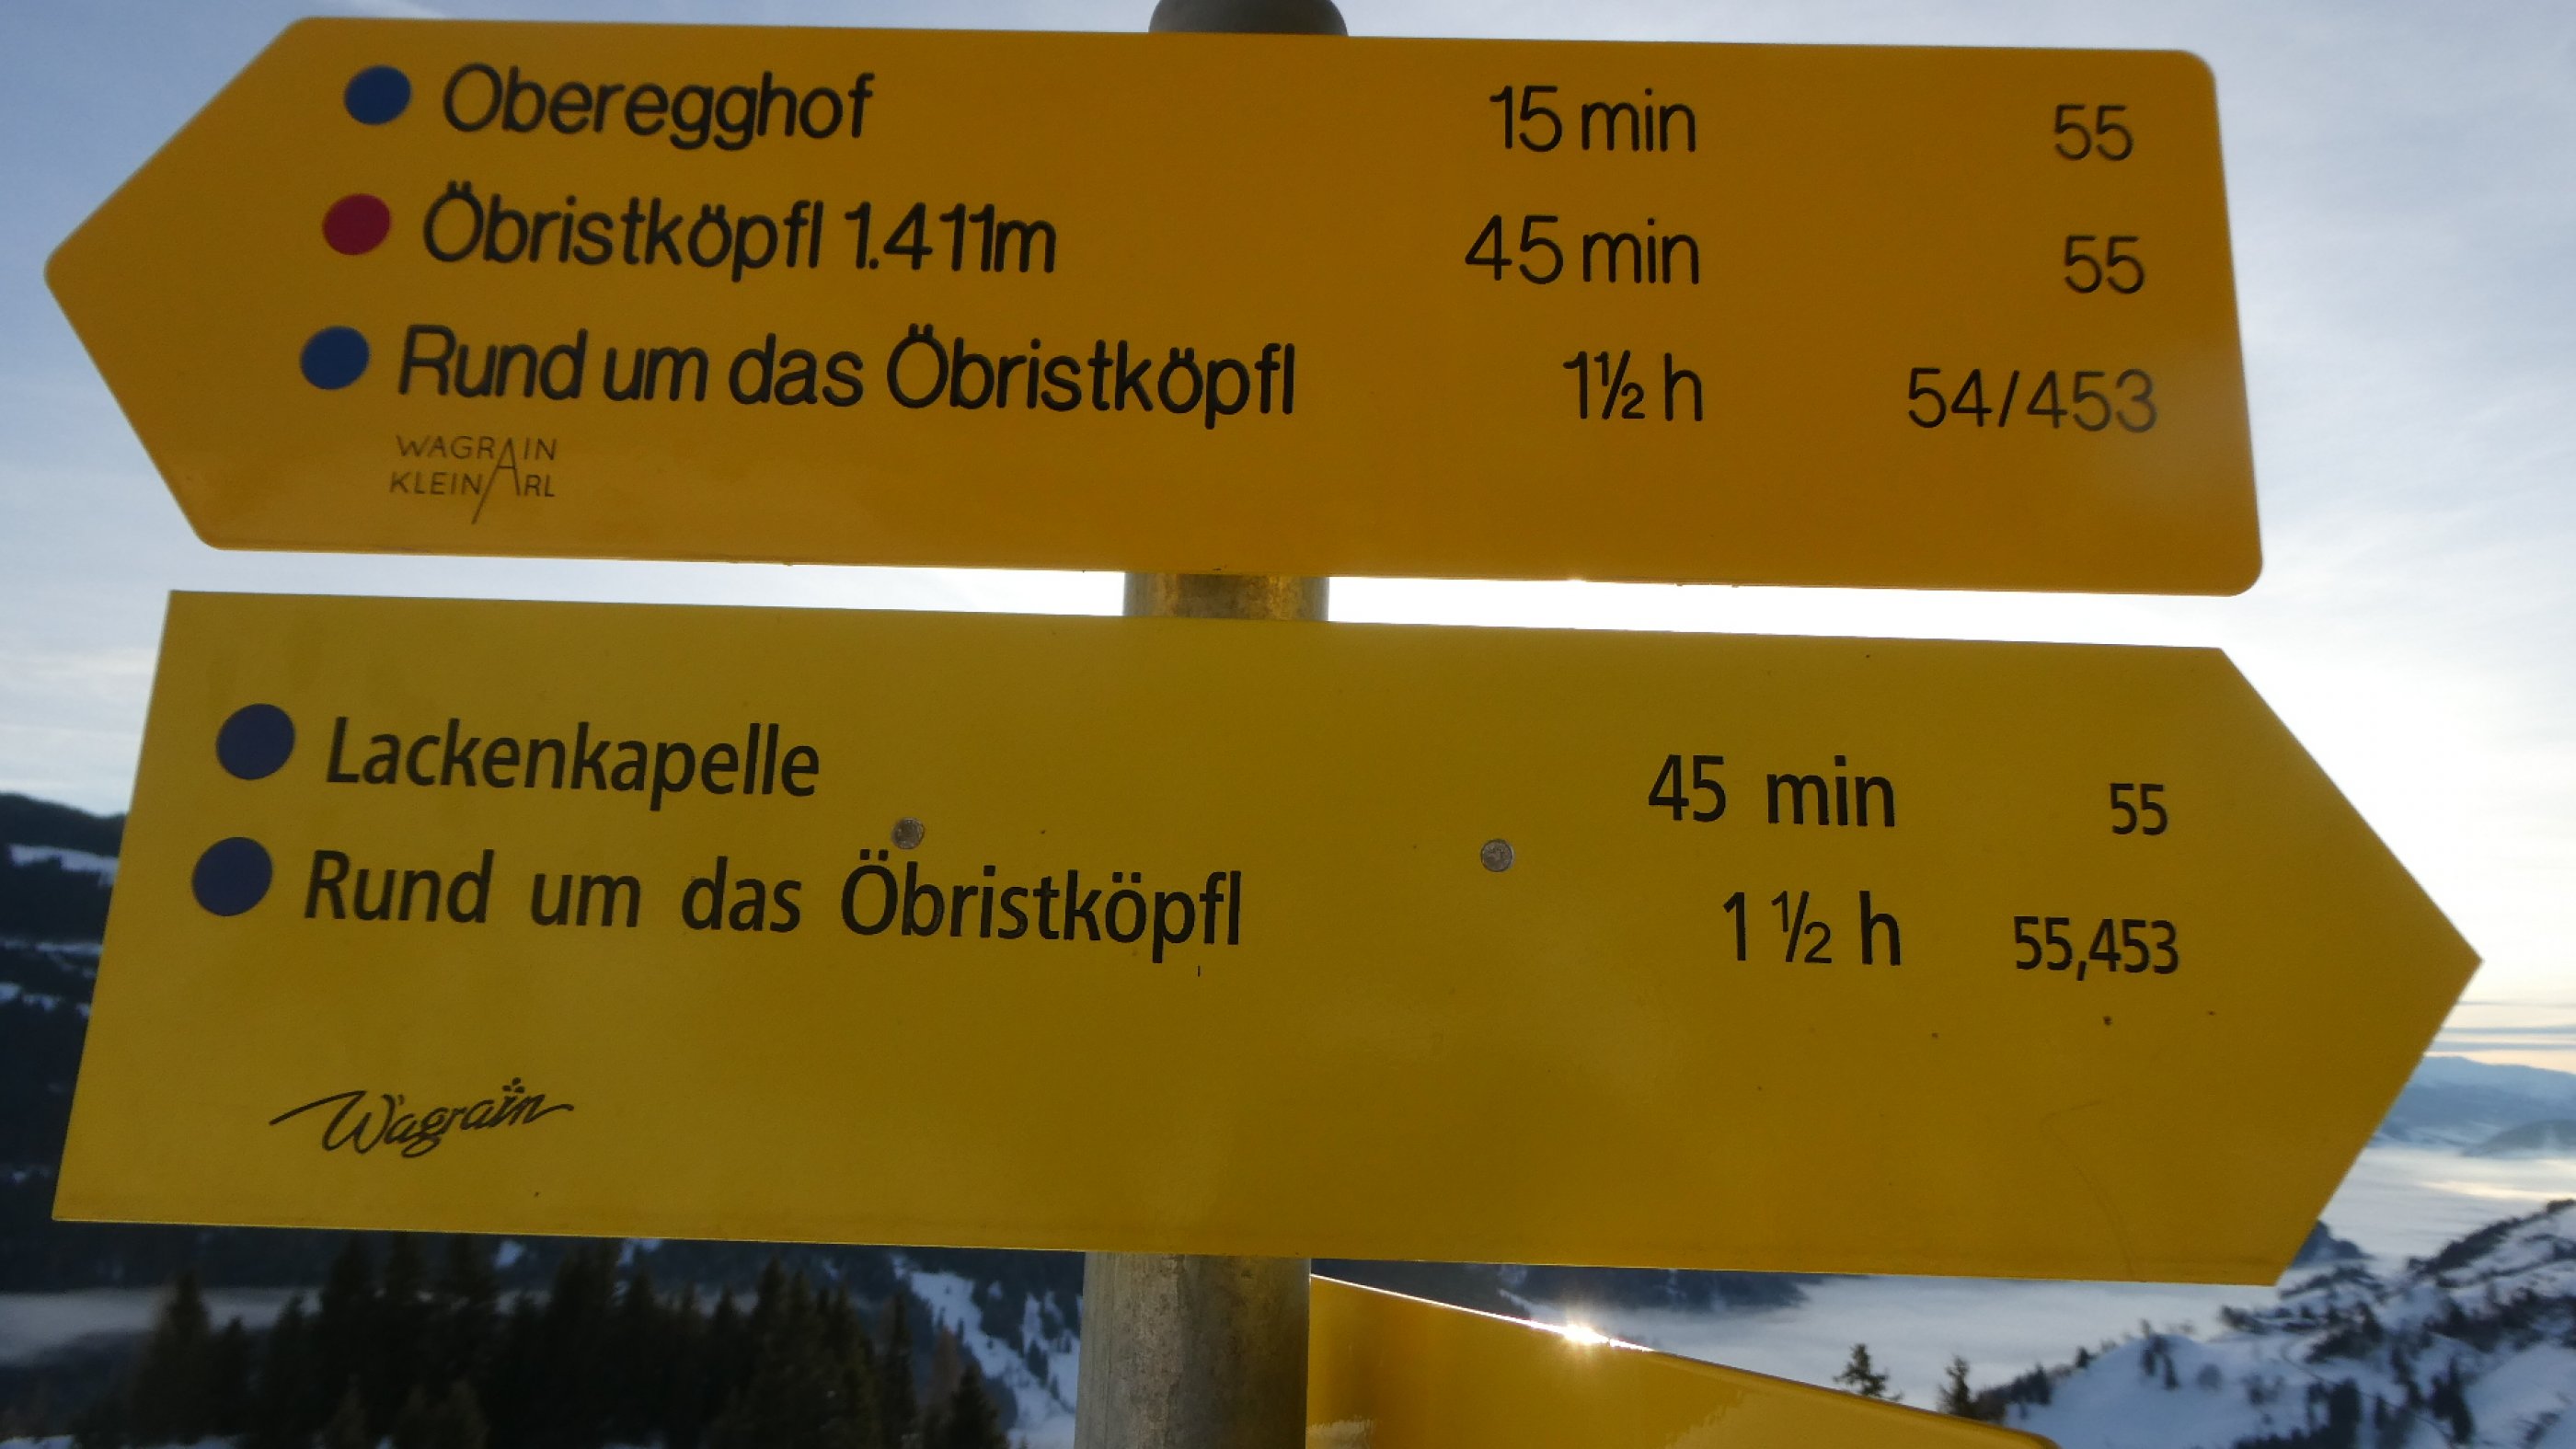 Oberegghof 15 min 55
Öbristköpfl 1.411m 45 min 55
Rund um das Öbristköpfl 1½ h 54/453
WAGRAIN
KLEINARL
Lackenkapelle 45 min 55
Rund um das Öbristköpfl 1 ½ h 55,453
Wagrain